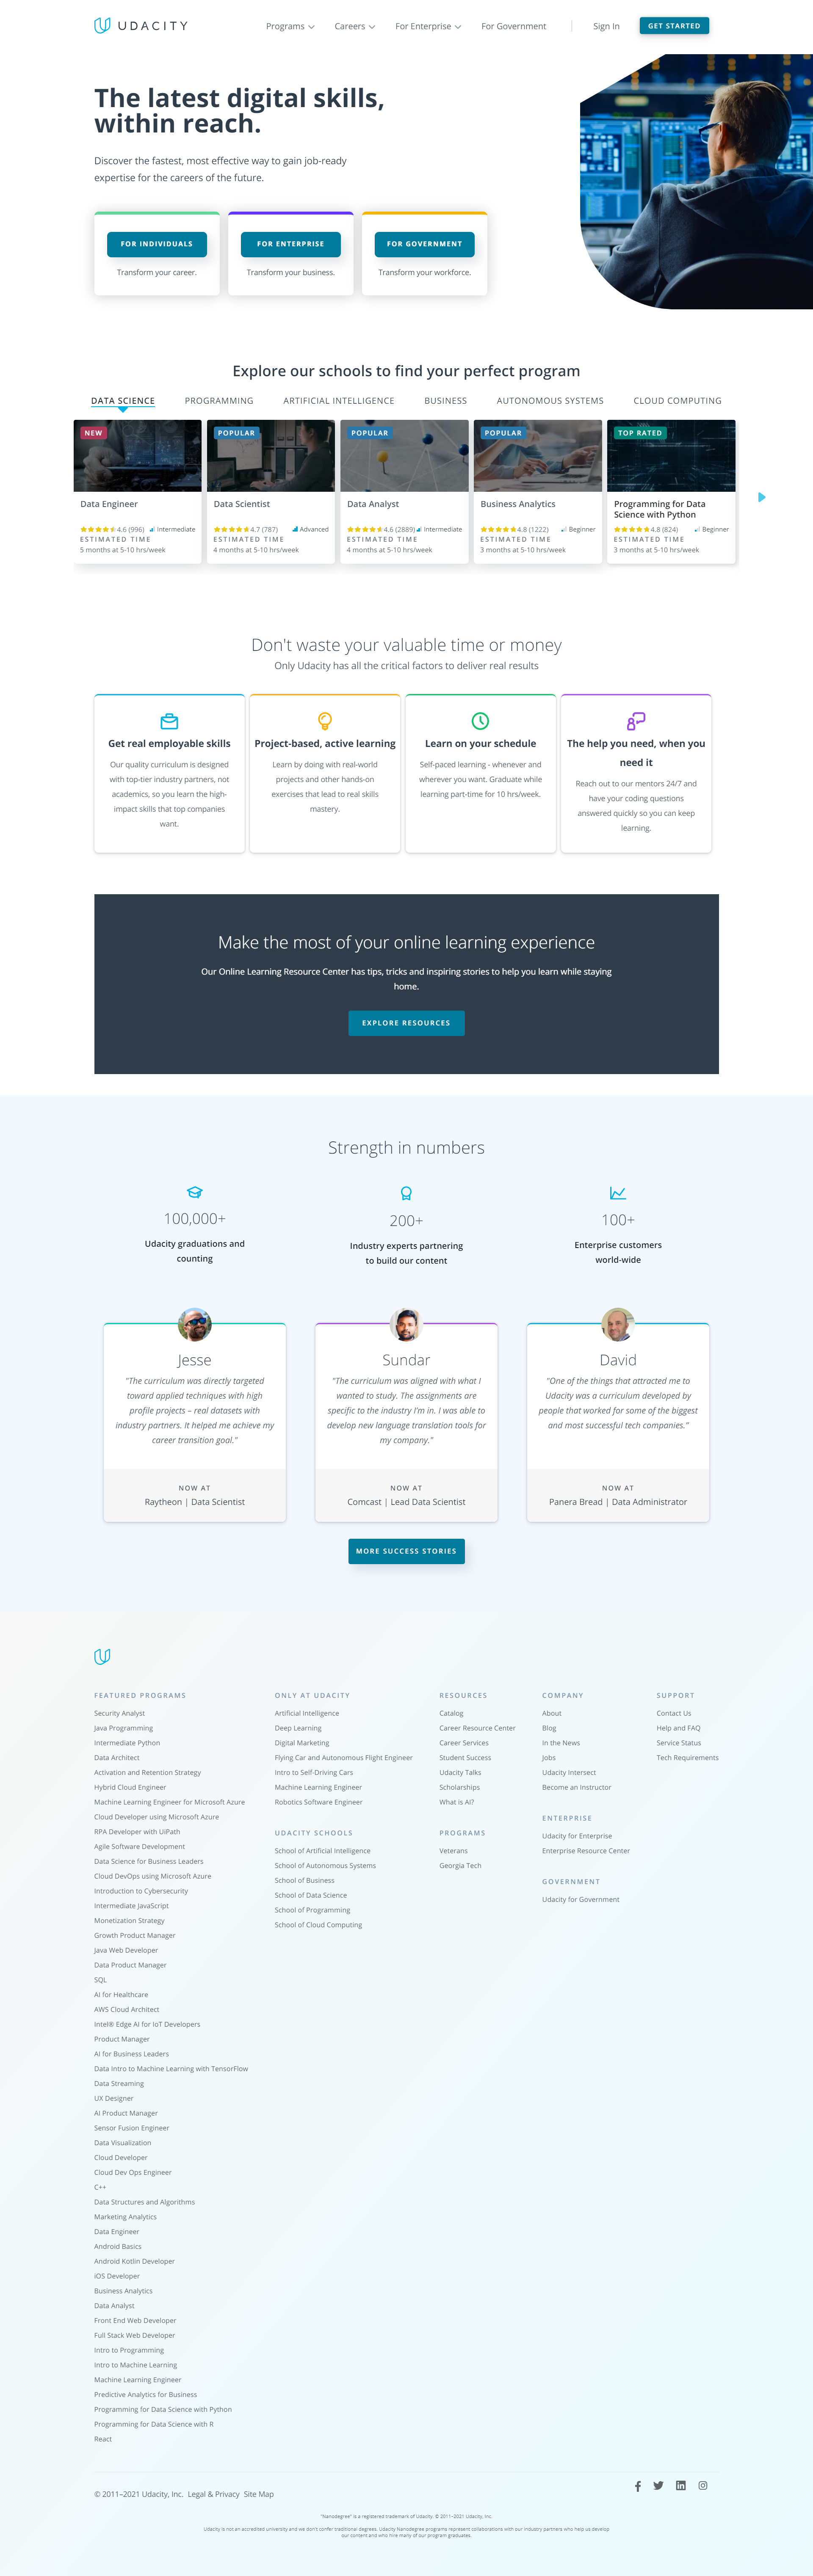 UDACITY
Programs
Careers
For Enterprise
For Government
Sign In
GET STARTED
The latest digital skills,
within reach.
Discover the fastest, most effective way to gain job-ready
expertise for the careers of the future.
FOR INDIVIDUALS
Transform your career.
FOR ENTERPRISE
Transform your business.
FOR GOVERNMENT
Transform your workforce.
Explore our schools to find your perfect program
DATA SCIENCE
PROGRAMMING
ARTIFICIAL INTELLIGENCE
BUSINESS
AUTONOMOUS SYSTEMS
CLOUD COMPUTING
NEW
Data Engineer
4.6 (996) Intermediate
ESTIMATED TIME
5 months at 5-10 hrs/week
POPULAR
Data Scientist
4.7 (787) Advanced
ESTIMATED TIME
4 months at 5-10 hrs/week
POPULAR
Data Analyst
4.6 (2889) Intermediate
ESTIMATED TIME
4 months at 5-10 hrs/week
POPULAR
Business Analytics
4.8 (1222) Beginner
ESTIMATED TIME
3 months at 5-10 hrs/week
TOP RATED
Programming for Data
Science with Python
4.8 (824) Beginner
ESTIMATED TIME
3 months at 5-10 hrs/week
Don't waste your valuable time or money
Only Udacity has all the critical factors to deliver real results
Get real employable skills
Our quality curriculum is designed
with top-tier industry partners, not
academics, so you learn the high-
impact skills that top companies
want.
Project-based, active learning
Learn by doing with real-world
projects and other hands-on
exercises that lead to real skills
mastery.
Learn on your schedule
Self-paced learning - whenever and
wherever you want. Graduate while
learning part-time for 10 hrs/week.
The help you need, when you
need it
Reach out to our mentors 24/7 and
have your coding questions
answered quickly so you can keep
learning.
Make the most of your online learning experience
Our Online Learning Resource Center has tips, tricks and inspiring stories to help you learn while staying
home.
EXPLORE RESOURCES
Strength in numbers
100,000+
Udacity graduations and
counting
200+
Industry experts partnering
to build our content
100+
Enterprise customers
world-wide
Jesse
"The curriculum was directly targeted
toward applied techniques with high
profile projects – real datasets with
industry partners. It helped me achieve my
career transition goal."
NOW AT
Raytheon | Data Scientist
Sundar
"The curriculum was aligned with what I
wanted to study. The assignments are
specific to the industry I'm in. I was able to
develop new language translation tools for
my company."
NOW AT
Comcast | Lead Data Scientist
David
"One of the things that attracted me to
Udacity was a curriculum developed by
people that worked for some of the biggest
and most successful tech companies."
NOW AT
Panera Bread | Data Administrator
MORE SUCCESS STORIES
FEATURED PROGRAMS
Security Analyst
Java Programming
Intermediate Python
Data Architect
Activation and Retention Strategy
Hybrid Cloud Engineer
Machine Learning Engineer for Microsoft Azure
Cloud Developer using Microsoft Azure
RPA Developer with UiPath
Agile Software Development
Data Science for Business Leaders
Cloud DevOps using Microsoft Azure
Introduction to Cybersecurity
Intermediate JavaScript
Monetization Strategy
Growth Product Manager
Java Web Developer
Data Product Manager
SQL
AI for Healthcare
AWS Cloud Architect
Intel® Edge AI for IoT Developers
Product Manager
AI for Business Leaders
Data Intro to Machine Learning with TensorFlow
Data Streaming
UX Designer
AI Product Manager
Sensor Fusion Engineer
Data Visualization
Cloud Developer
Cloud Dev Ops Engineer
C++
Data Structures and Algorithms
Marketing Analytics
Data Engineer
Android Basics
Android Kotlin Developer
iOS Developer
Business Analytics
Data Analyst
Front End Web Developer
Full Stack Web Developer
Intro to Programming
Intro to Machine Learning
Machine Learning Engineer
Predictive Analytics for Business
Programming for Data Science with Python
Programming for Data Science with R
React
ONLY AT UDACITY
Artificial Intelligence
Deep Learning
Digital Marketing
Flying Car and Autonomous Flight Engineer
Intro to Self-Driving Cars
Machine Learning Engineer
Robotics Software Engineer
UDACITY SCHOOLS
School of Artificial Intelligence
School of Autonomous Systems
School of Business
School of Data Science
School of Programming
School of Cloud Computing
RESOURCES
Catalog
Career Resource Center
Career Services
Student Success
Udacity Talks
Scholarships
What is AI?
PROGRAMS
Veterans
Georgia Tech
COMPANY
About
Blog
In the News
Jobs
Udacity Intersect
Become an Instructor
ENTERPRISE
Udacity for Enterprise
Enterprise Resource Center
GOVERNMENT
Udacity for Government
SUPPORT
Contact Us
Help and FAQ
Service Status
Tech Requirements
© 2011–2021 Udacity, Inc. Legal & Privacy Site Map
"Nanodegree" is a registered trademark of Udacity. © 2011–2021 Udacity, Inc.
Udacity is not an accredited university and we don't confer traditional degrees. Udacity Nanodegree programs represent collaborations with our industry partners who help us develop
our content and who hire many of our program graduates.